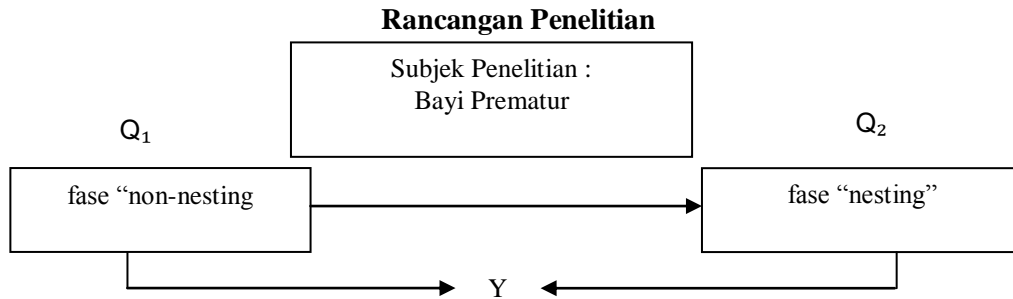 Rancangan Penelitian
Subjek Penelitian :
Bayi Prematur
Q₁
Q₂
fase “non-nesting
fase “nesting”
Y